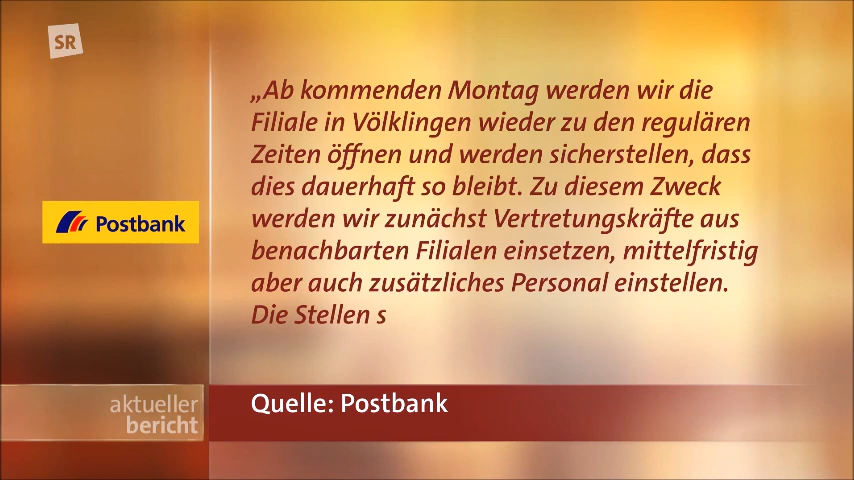 SR
„Ab kommenden Montag werden wir die
Filiale in Völklingen wieder zu den regulären
Zeiten öffnen und werden sicherstellen, dass
dies dauerhaft so bleibt. Zu diesem Zweck
werden wir zunächst Vertretungskräfte aus
benachbarten Filialen einsetzen, mittelfristig
aber auch zusätzliches Personal einstellen.
Die Stellen s
Postbank
aktueller
bericht
Quelle: Postbank